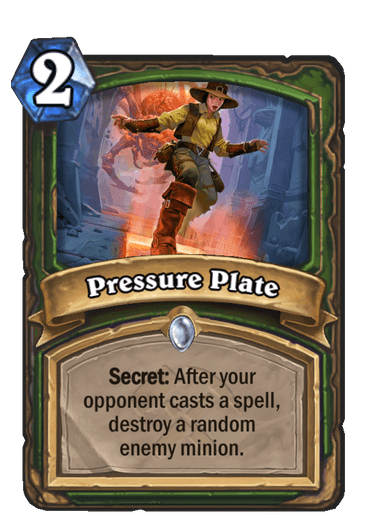 2
Pressure Plate
Secret: After your
opponent casts a spell,
destroy a random
enemy minion.